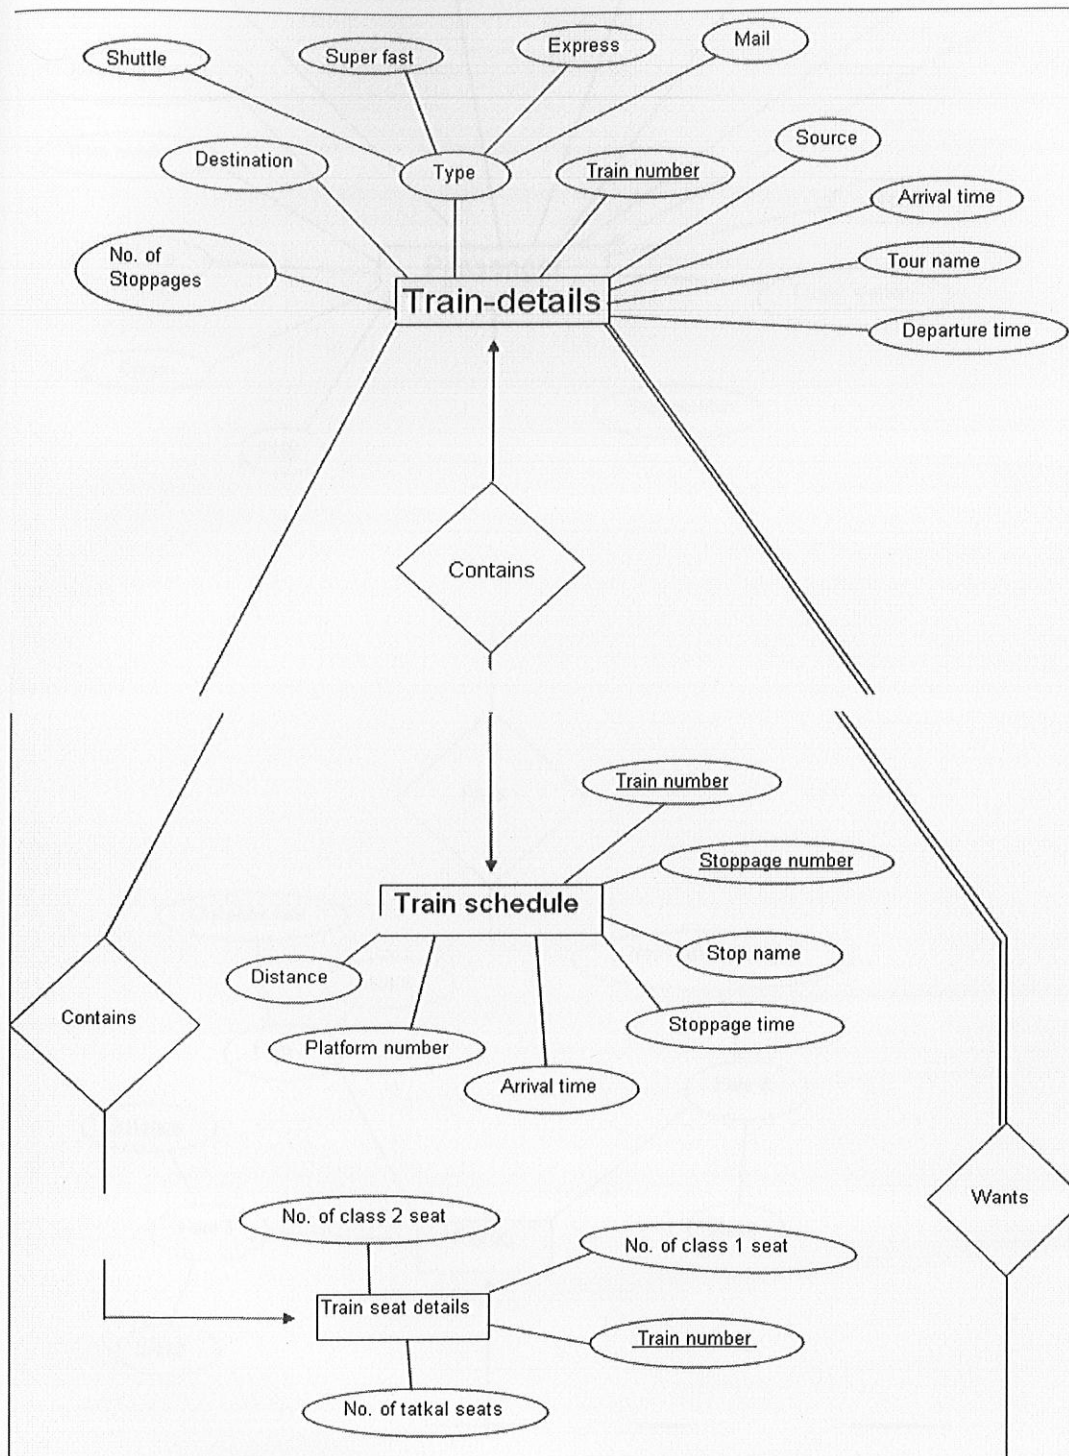 Shuttle
Super fast
Express
Mail
Destination
Type
Train number
Source
Arrival time
No. of
Stoppages
Tour name
Train-details
Departure time
Contains
Train number
Stoppage number
Train schedule
Stop name
Distance
Contains
Stoppage time
Platform number
Arrival time
Wants
No. of class 2 seat
No. of class 1 seat
Train seat details
Train number
No. of tatkal seats